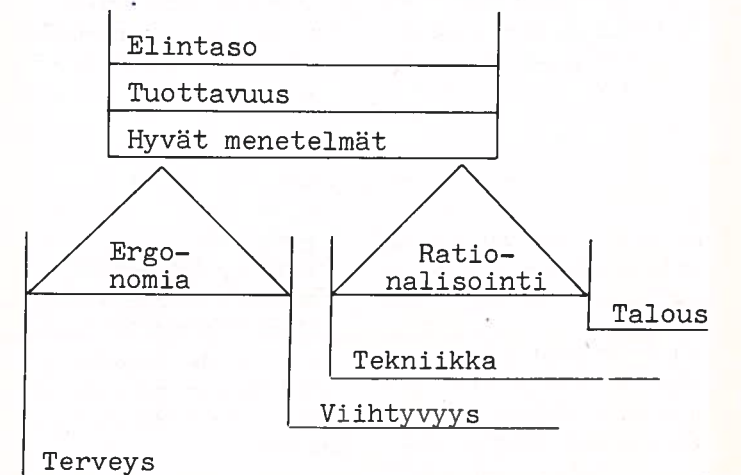 Elintaso
Tuottavuus
Hyvät menetelmät
Ergo-
nomia
Ratio-
nalisointi
Talous
Tekniikka
Viihtyvyys
Terveys